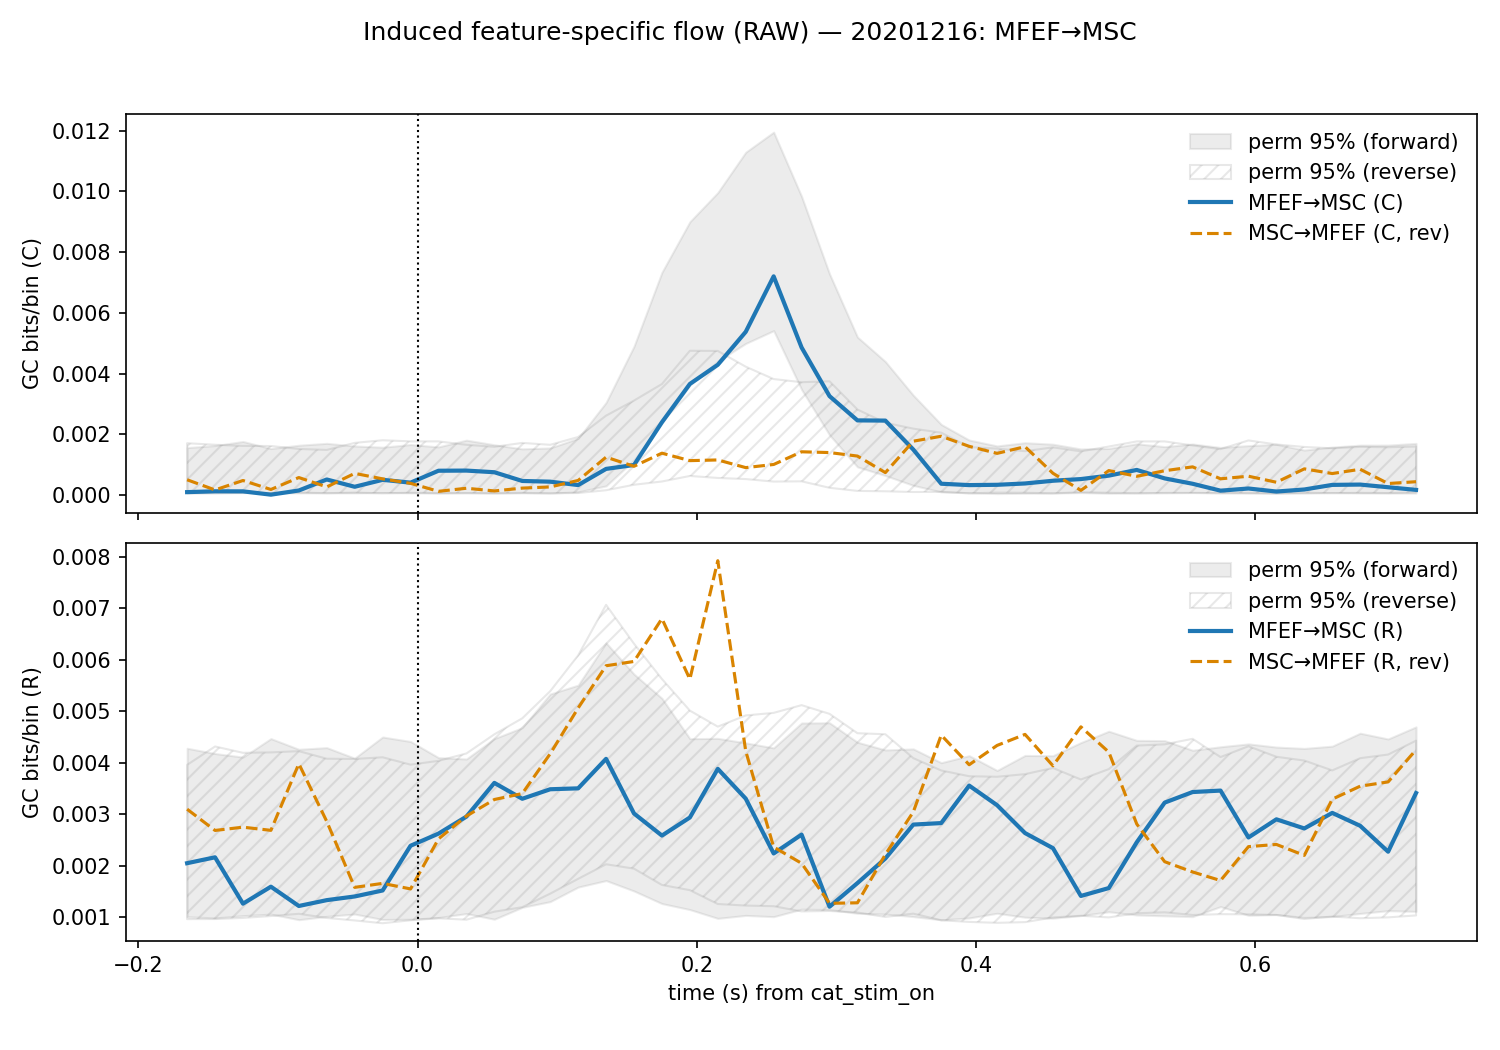 Induced feature-specific flow (RAW) — 20201216: MFEF→MSC
GC bits/bin (C)
0.012
0.010
0.008
0.006
0.004
0.002
0.000
perm 95% (forward)
perm 95% (reverse)
MFEF→MSC (C)
MSC→MFEF (C, rev)
GC bits/bin (R)
0.008
0.007
0.006
0.005
0.004
0.003
0.002
0.001
perm 95% (forward)
perm 95% (reverse)
MFEF→MSC (R)
MSC→MFEF (R, rev)
−0.2 0.0 0.2 0.4 0.6
time (s) from cat_stim_on